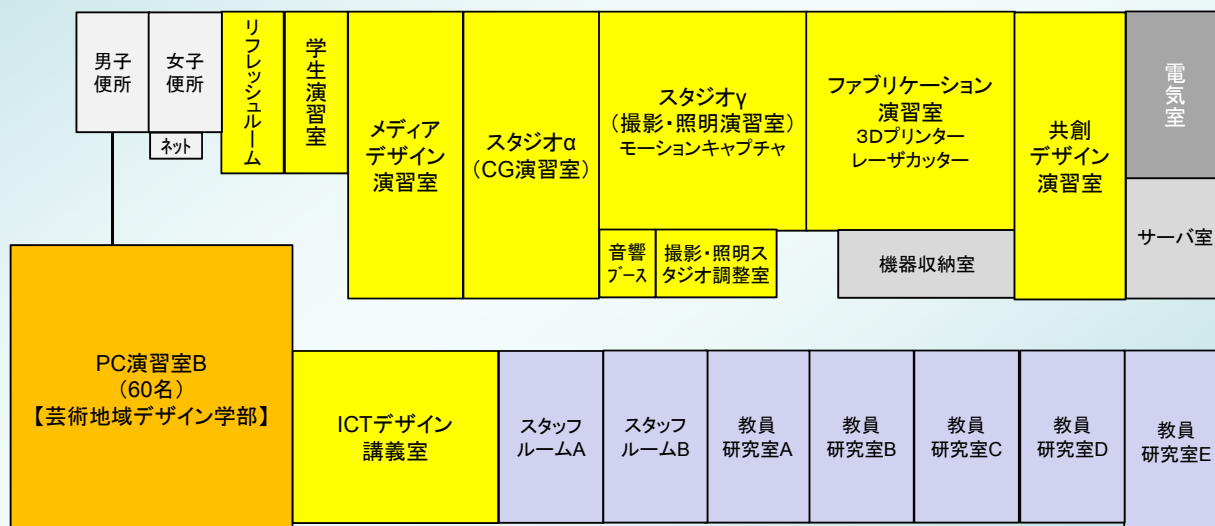 男子
便所
女子
便所
ネット
リフレッシュルーム
学生演習室
メディア
デザイン
演習室
スタジオα
（CG演習室）
スタジオγ
（撮影・照明演習室）
モーションキャプチャ
音響
ブース
撮影・照明ス
タジオ調整室
ファブリケーション
演習室
3Dプリンター
レーザカッター
機器収納室
共創
デザイン
演習室
電気室
サーバ室
PC演習室B
（60名）
【芸術地域デザイン学部】
ICTデザイン
講義室
スタッフ
ルームA
スタッフ
ルームB
教員
研究室A
教員
研究室B
教員
研究室C
教員
研究室D
教員
研究室E